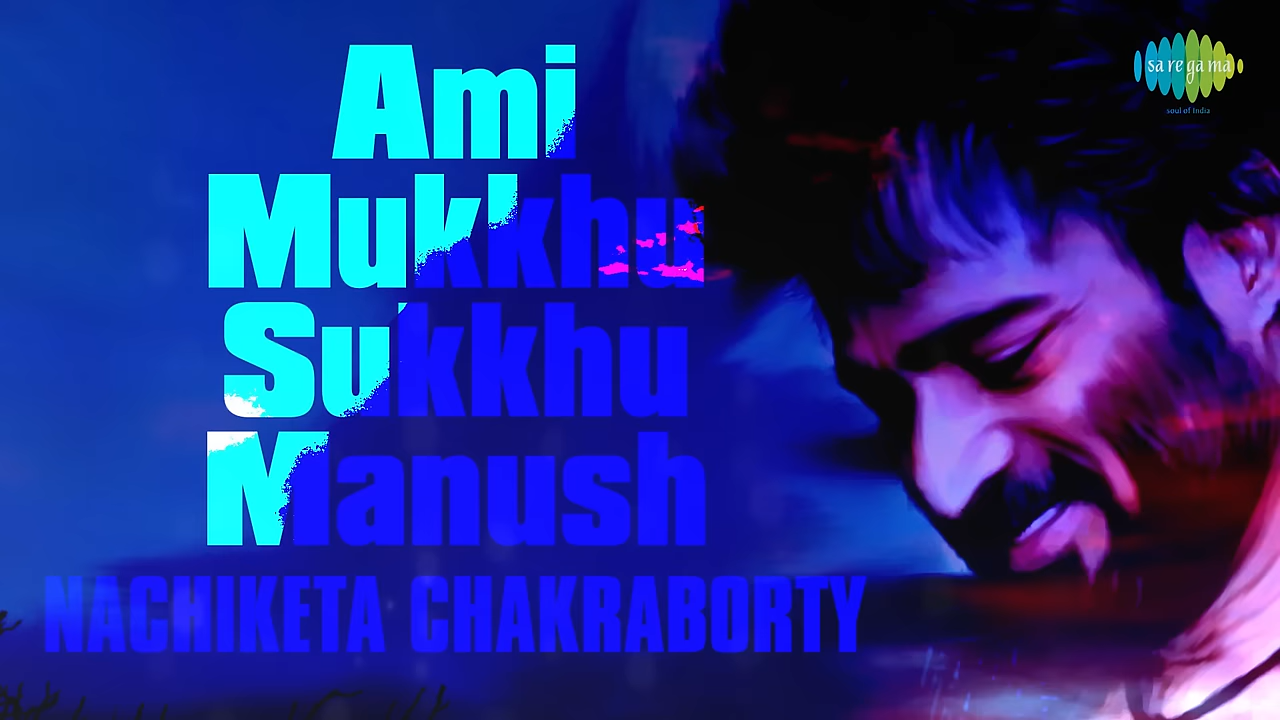 Ami
Mukkhu
Sukkhu
Manush
NACHIKETA CHAKRABORTY
sa re ga ma
soul of India